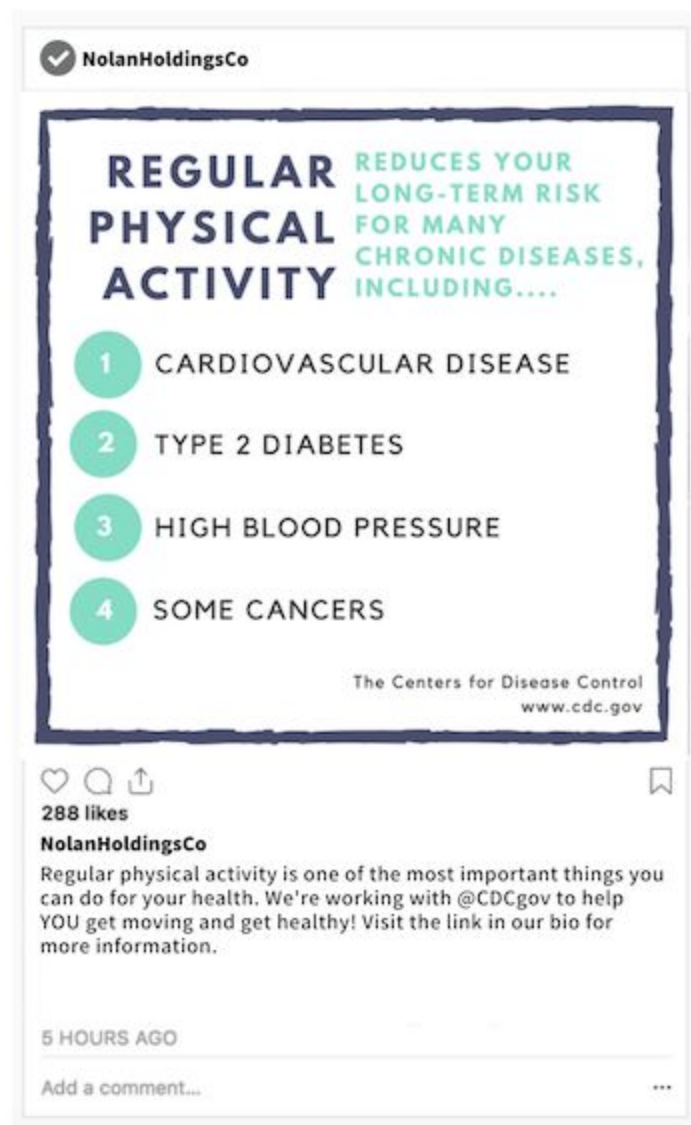 NolanHoldingsCo
REGULAR
PHYSICAL
ACTIVITY
REDUCES YOUR
LONG-TERM RISK
FOR MANY
CHRONIC DISEASES,
INCLUDING....
1 CARDIOVASCULAR DISEASE
2 TYPE 2 DIABETES
3 HIGH BLOOD PRESSURE
4 SOME CANCERS
The Centers for Disease Control
www.cdc.gov
288 likes
NolanHoldingsCo
Regular physical activity is one of the most important things you
can do for your health. We're working with @CDCgov to help
YOU get moving and get healthy! Visit the link in our bio for
more information.
5 HOURS AGO
Add a comment...